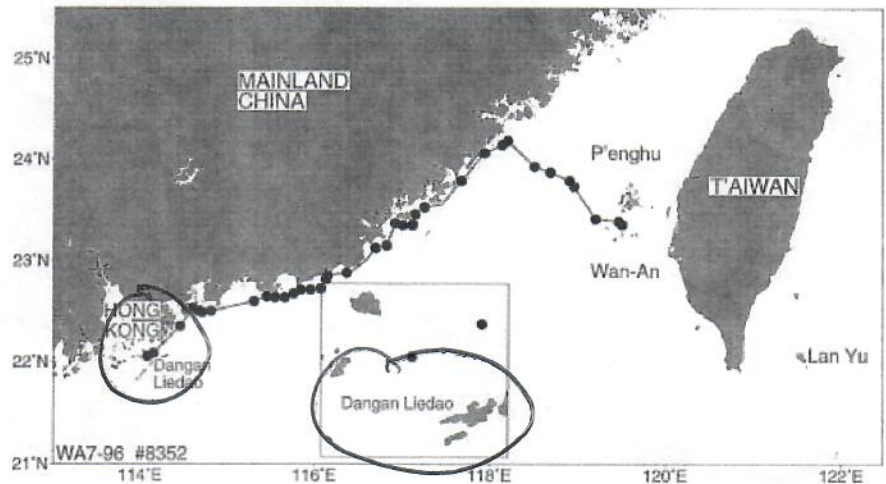 25°N
MAINLAND
CHINA
24°N
P'enghu
T'AIWAN
23°N
Wan-An
HONG
KONG
22°N
Dangan
Liedao
Lan Yu
Dangan Liedao
WA7-96 #8352
21°N
114°E
116°E
118°E
120°E
122°E